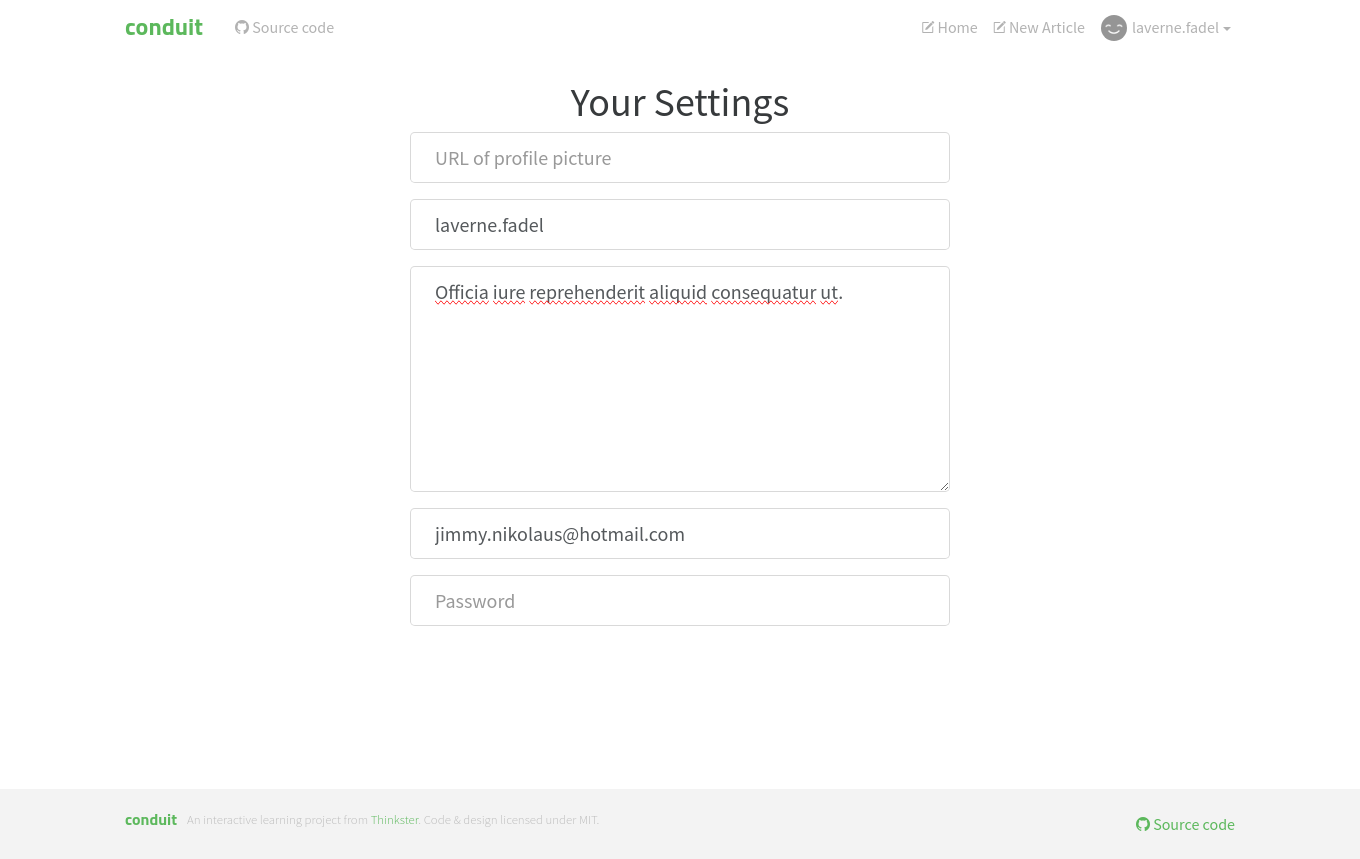 conduit Source code Home New Article laverne.fadel
Your Settings
URL of profile picture
laverne.fadel
Officia iure reprehenderit aliquid consequatur ut.
jimmy.nikolaus@hotmail.com
Password
conduit An interactive learning project from Thinkster. Code & design licensed under MIT. Source code